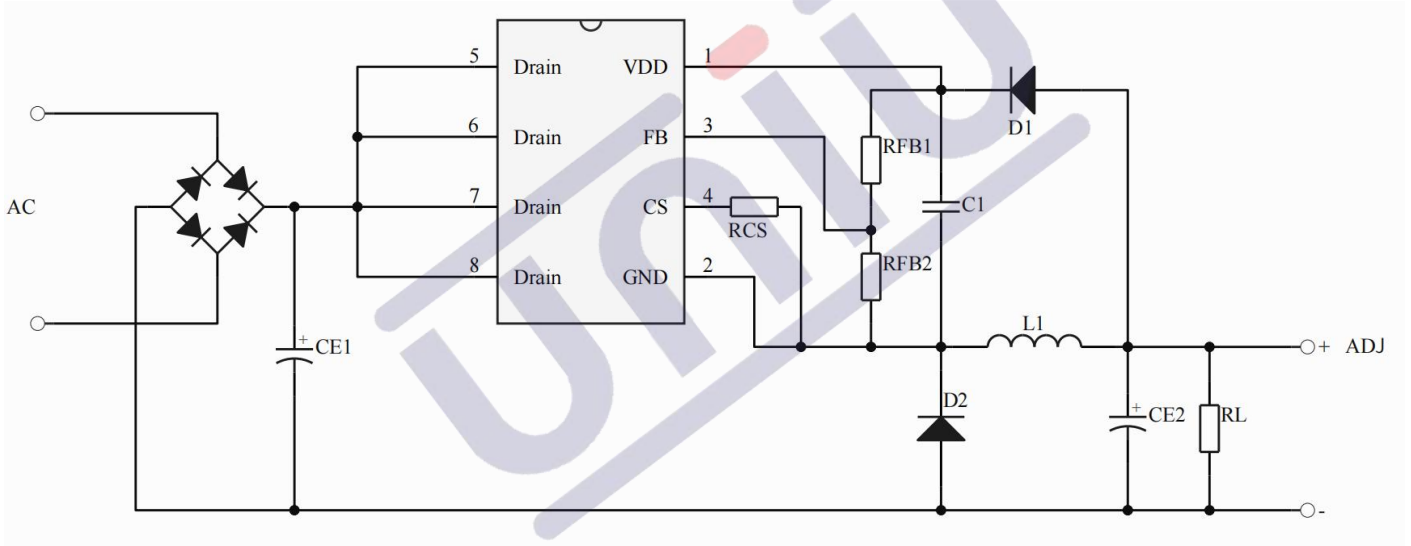 5 Drain VDD 1
D1
6 Drain FB 3 RFB1
AC 7 Drain CS 4 RCS C1
8 Drain GND 2 RFB2
L1
+ CE1 + ADJ
D2 + CE2 RL
-
uniu